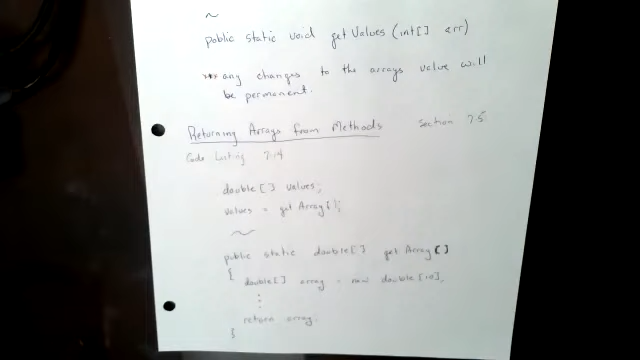 ~
public static void getValues (int[] arr)
*** any changes to the arrays value will
be permanent.
Returning Arrays from Methods Section 7.5
Code Listing 7.14
double[] values;
values = getArray();
~
public static double[] getArray()
{
double[] array = new double[10];
:
return array;
}